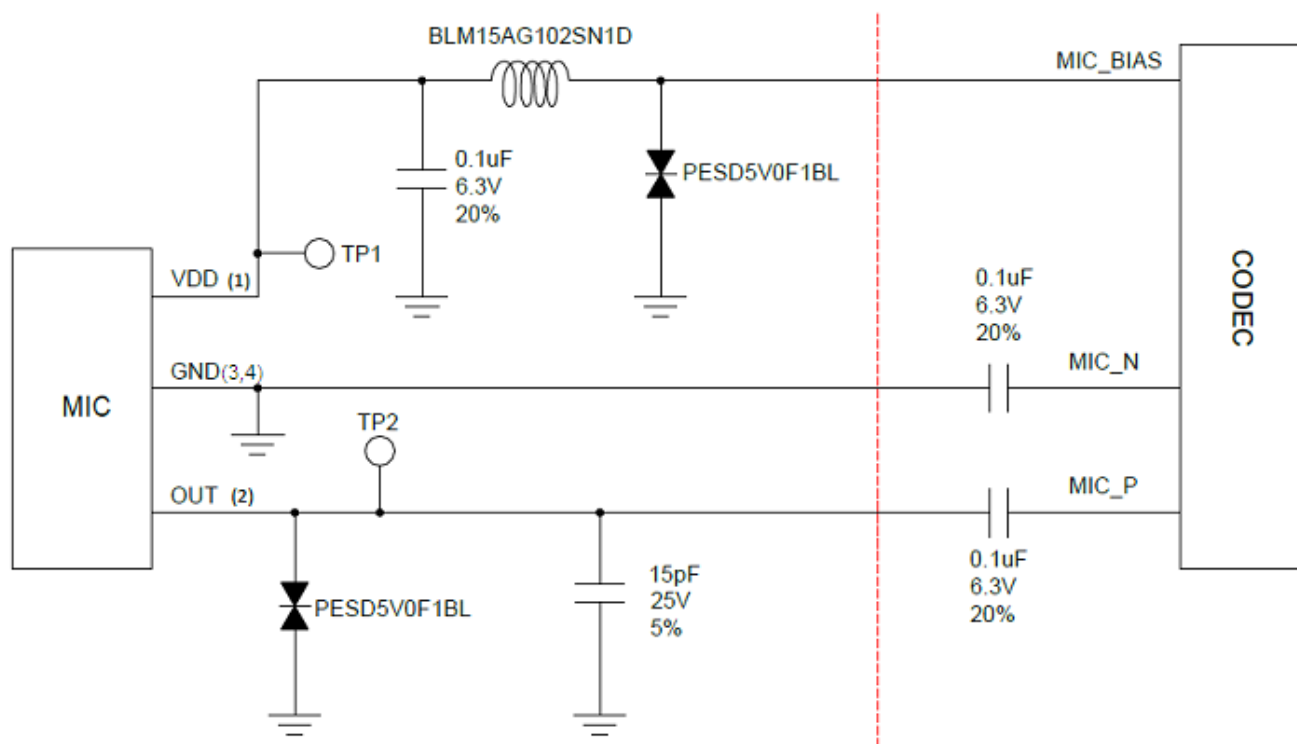 BLM15AG102SN1D
MIC_BIAS
0.1uF
6.3V
20%
PESD5V0F1BL
TP1
VDD (1)
0.1uF
6.3V
20%
CODEC
GND(3,4)
MIC_N
MIC
TP2
OUT (2)
MIC_P
PESD5V0F1BL
15pF
25V
5%
0.1uF
6.3V
20%